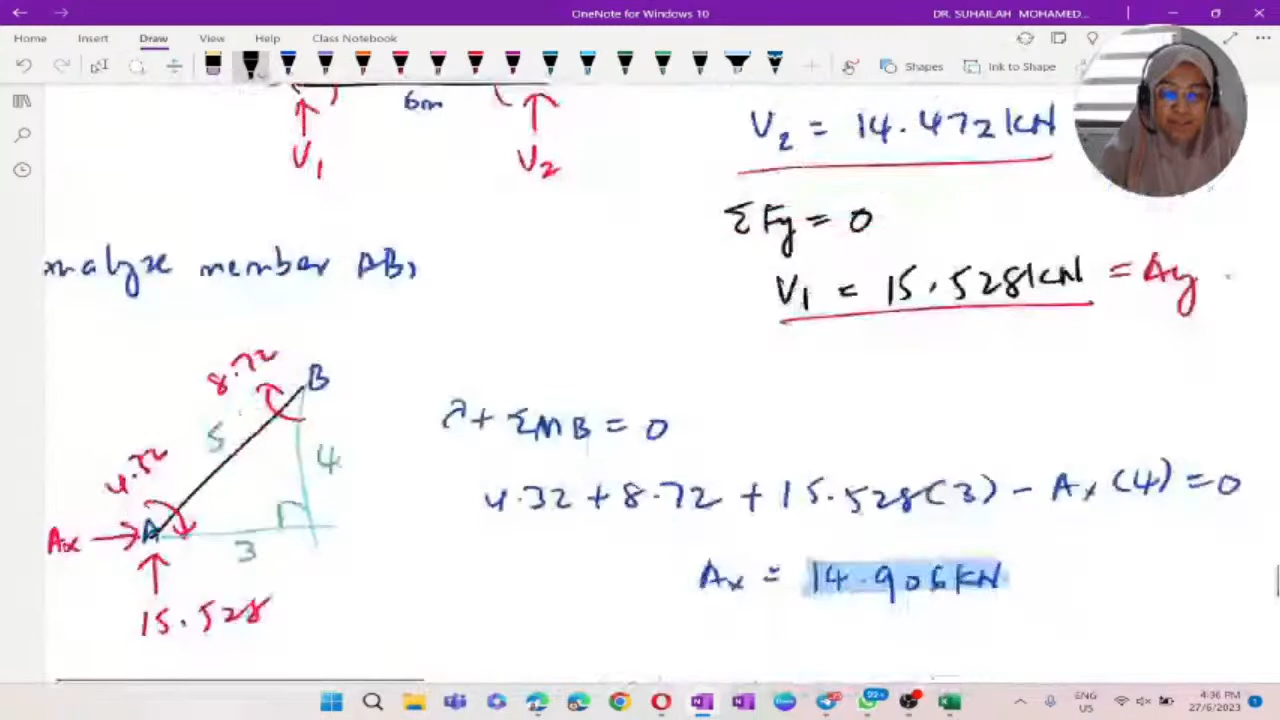 OneNote for Windows 10
DR. SUHAILAH MOHAMED...
Home Insert Draw View Help Class Notebook
Shapes Ink to Shape
6m
V1 V2
V2 = 14.472kN
ΣFy = 0
V1 = 15.528kN = Ay
analyze member AB,
8.72 B
5 4
4.32
Ax A
3
15.528
+ ΣMB = 0
4.32 + 8.72 + 15.528(3) - Ax(4) = 0
Ax = 14.906kN
99+
ENG
US
4:36 PM
27/6/2023